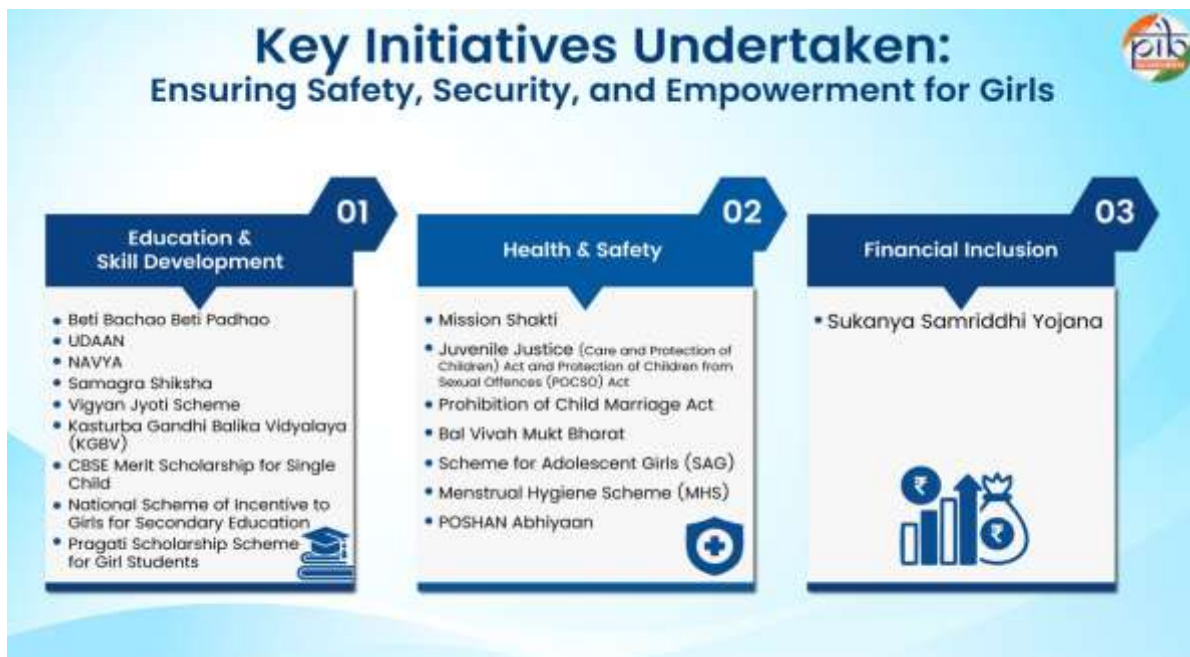 Key Initiatives Undertaken:
Ensuring Safety, Security, and Empowerment for Girls
pib
01
Education &
Skill Development
• Beti Bachao Beti Padhao
• UDAAN
• NAVYA
• Samagra Shiksha
• Vigyan Jyoti Scheme
• Kasturba Gandhi Balika Vidyalaya
(KGBV)
• CBSE Merit Scholarship for Single
Child
• National Scheme of Incentive to
Girls for Secondary Education
• Pragati Scholarship Scheme
for Girl Students
02
Health & Safety
• Mission Shakti
• Juvenile Justice (Care and Protection of
Children) Act and Protection of Children from
Sexual Offences (POCSO) Act
• Prohibition of Child Marriage Act
• Bal Vivah Mukt Bharat
• Scheme for Adolescent Girls (SAG)
• Menstrual Hygiene Scheme (MHS)
• POSHAN Abhiyaan
03
Financial Inclusion
• Sukanya Samriddhi Yojana
₹
₹